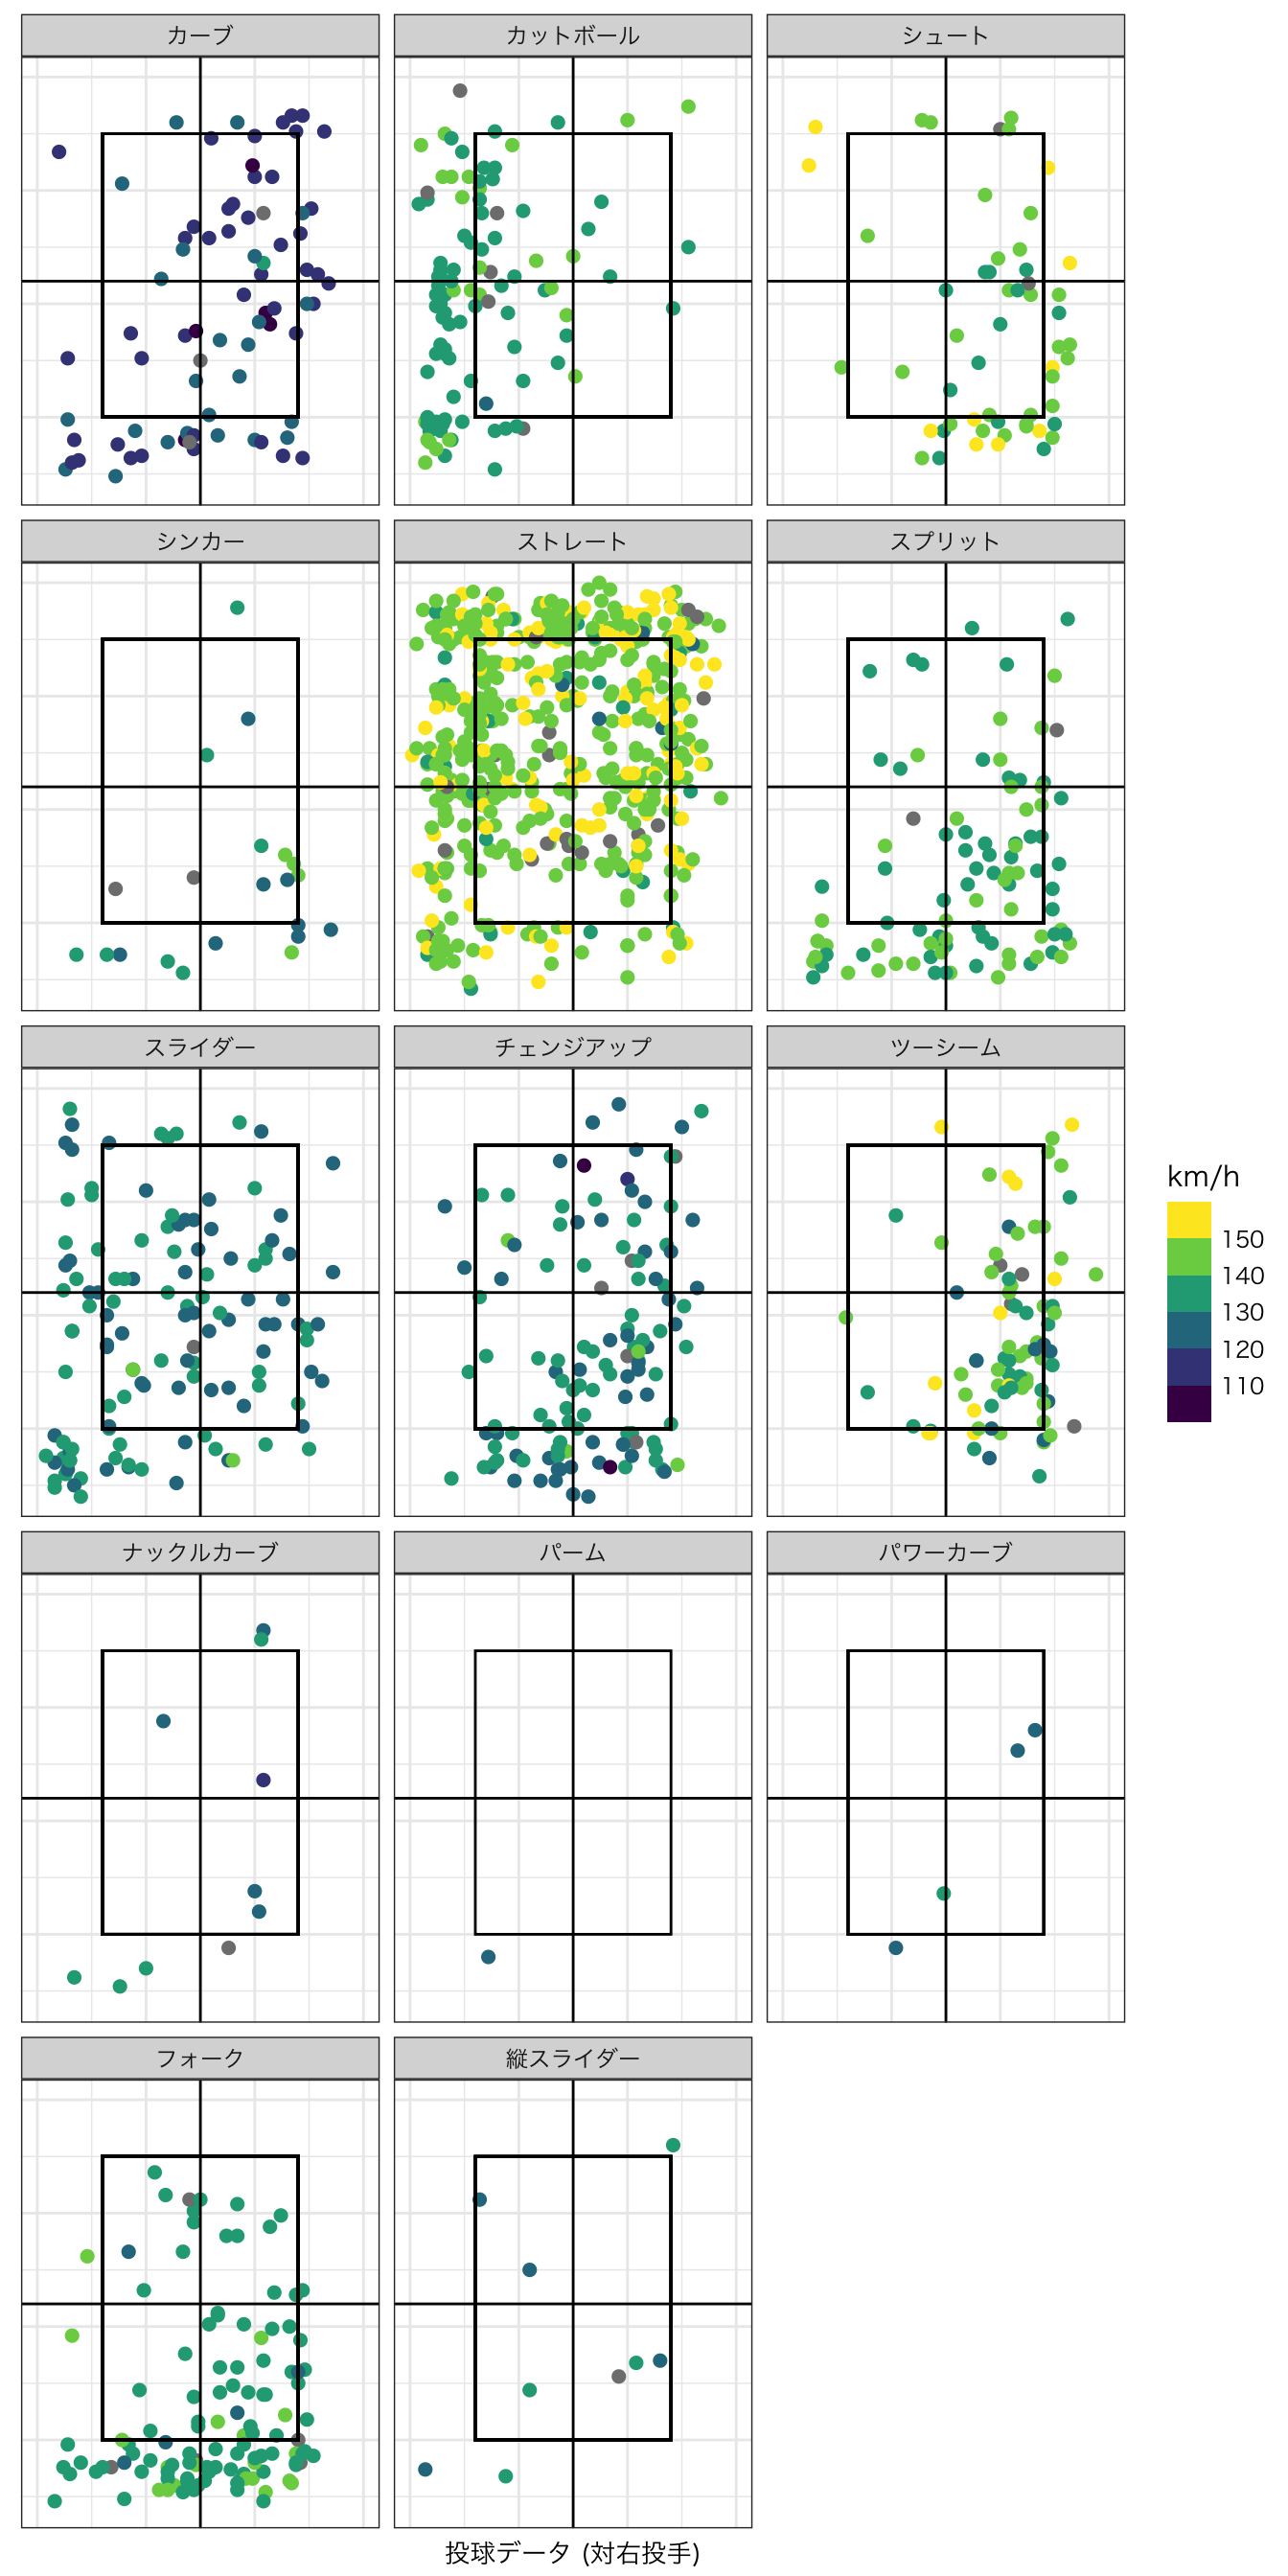 カーブ
カットボール
シュート
シンカー
ストレート
スプリット
スライダー
チェンジアップ
ツーシーム
km/h
150
140
130
120
110
ナックルカーブ
パーム
パワーカーブ
フォーク
縦スライダー
投球データ (対右投手)